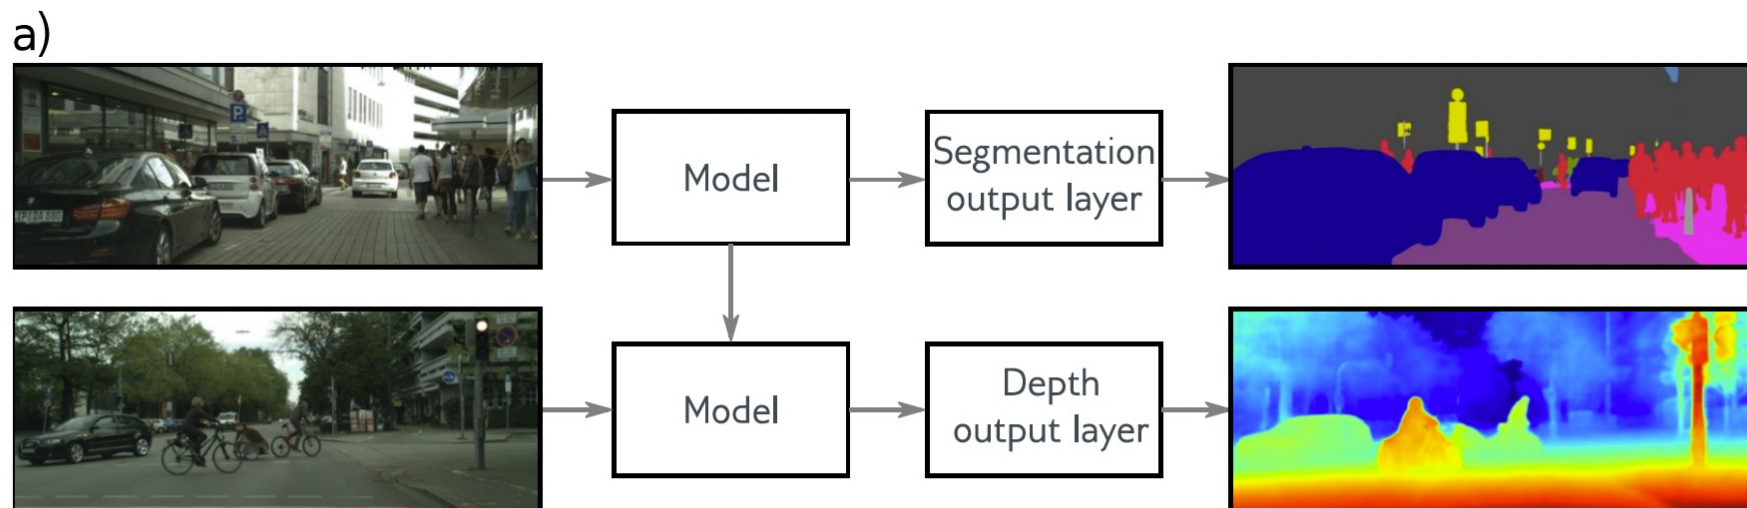 a)
Model
Segmentation
output layer
Model
Depth
output layer
P